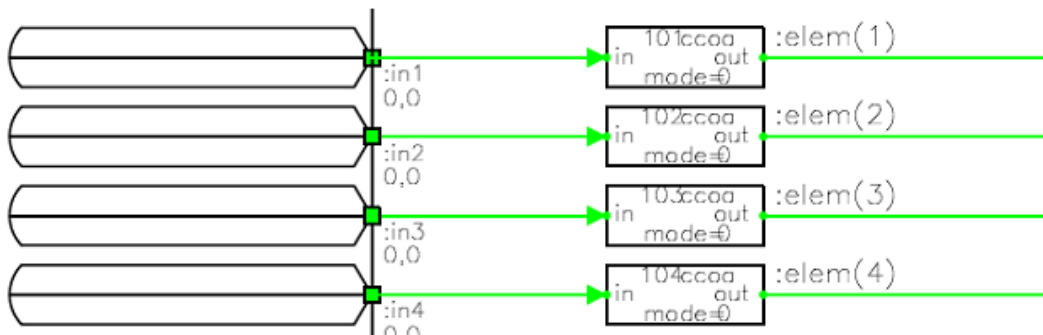 101ccoa :elem(1)
in out
mode=0
:in1
0,0
102ccoa :elem(2)
in out
mode=0
:in2
0,0
103ccoa :elem(3)
in out
mode=0
:in3
0,0
104ccoa :elem(4)
in out
mode=0
:in4
0,0